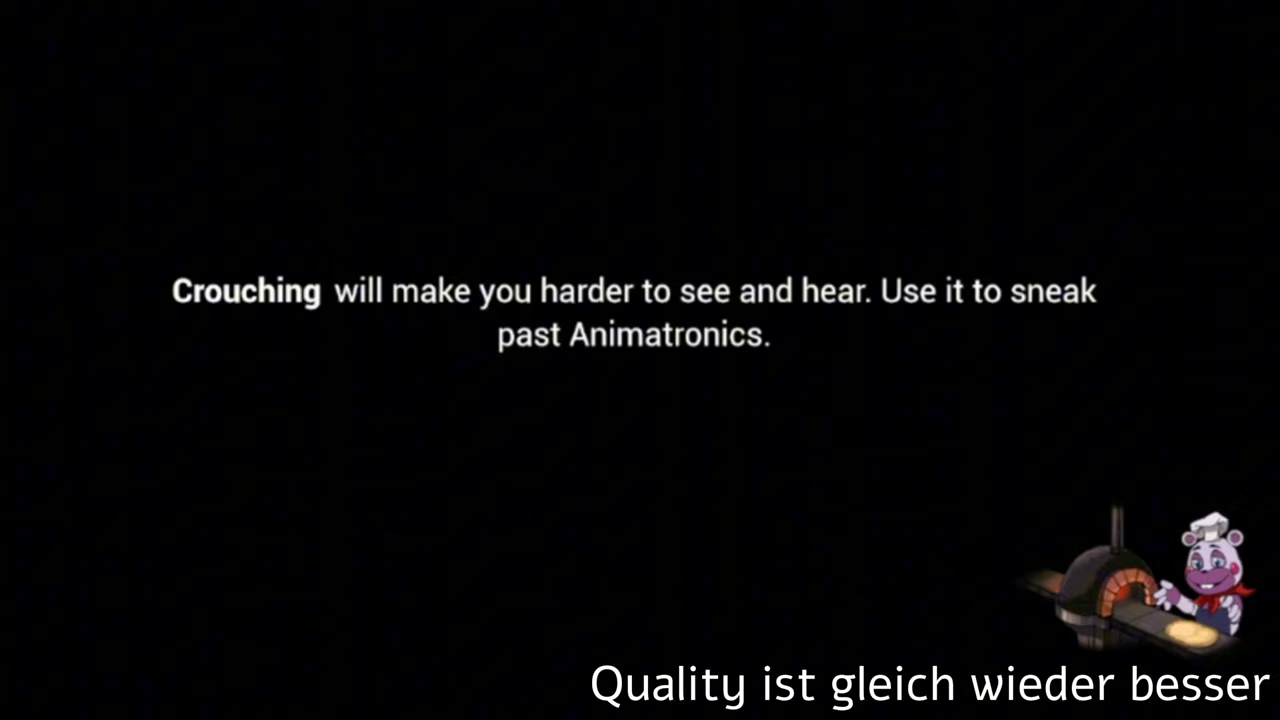 Crouching will make you harder to see and hear. Use it to sneak
past Animatronics.
Quality ist gleich wieder besser